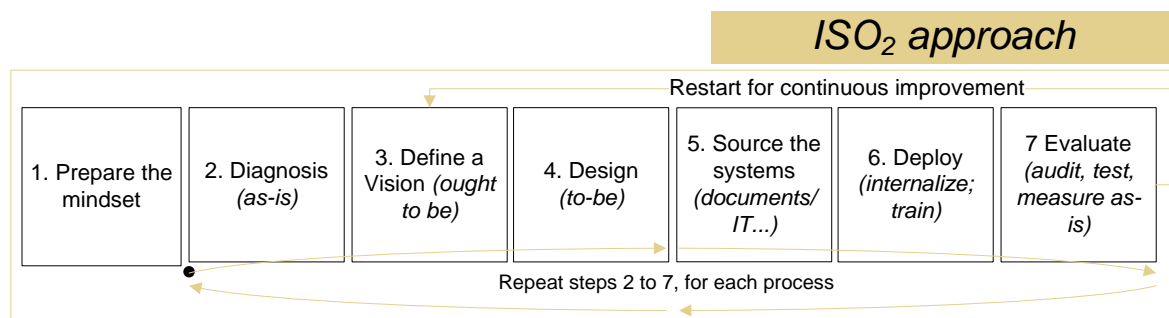 ISO2 approach
Restart for continuous improvement
1. Prepare the
mindset
2. Diagnosis
(as-is)
3. Define a
Vision (ought
to be)
4. Design
(to-be)
5. Source the
systems
(documents/
IT...)
6. Deploy
(internalize;
train)
7 Evaluate
(audit, test,
measure as-
is)
Repeat steps 2 to 7, for each process